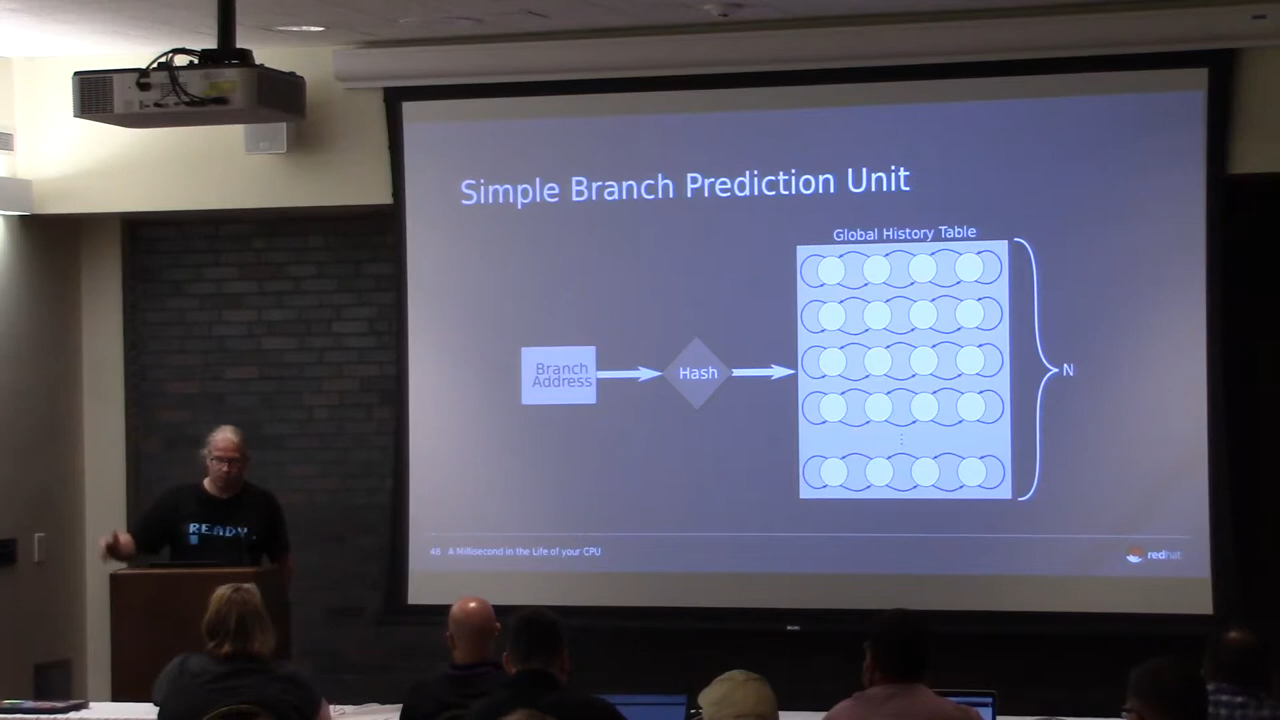 Simple Branch Prediction Unit
Global History Table
Branch
Address
Hash
N
READY.
48 A Millisecond in the Life of your CPU
redhat